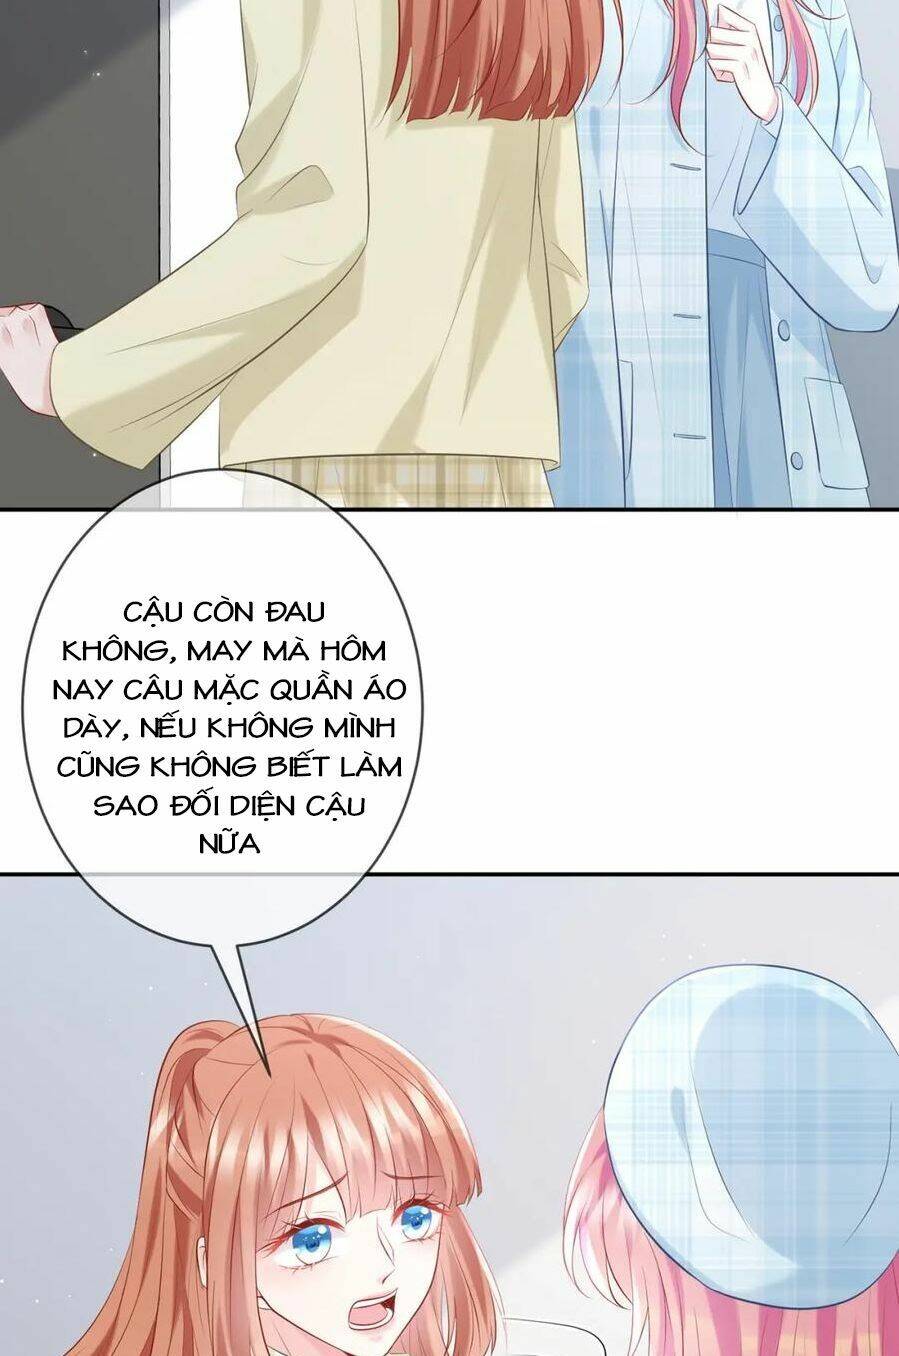 CẬU CÒN ĐAU
KHÔNG, MAY MÀ HÔM
NAY CÂU MẶC QUẦN ÁO
DÀY, NẾU KHÔNG MÌNH
CŨNG KHÔNG BIẾT LÀM
SAO ĐỐI DIỆN CẬU
NỮA